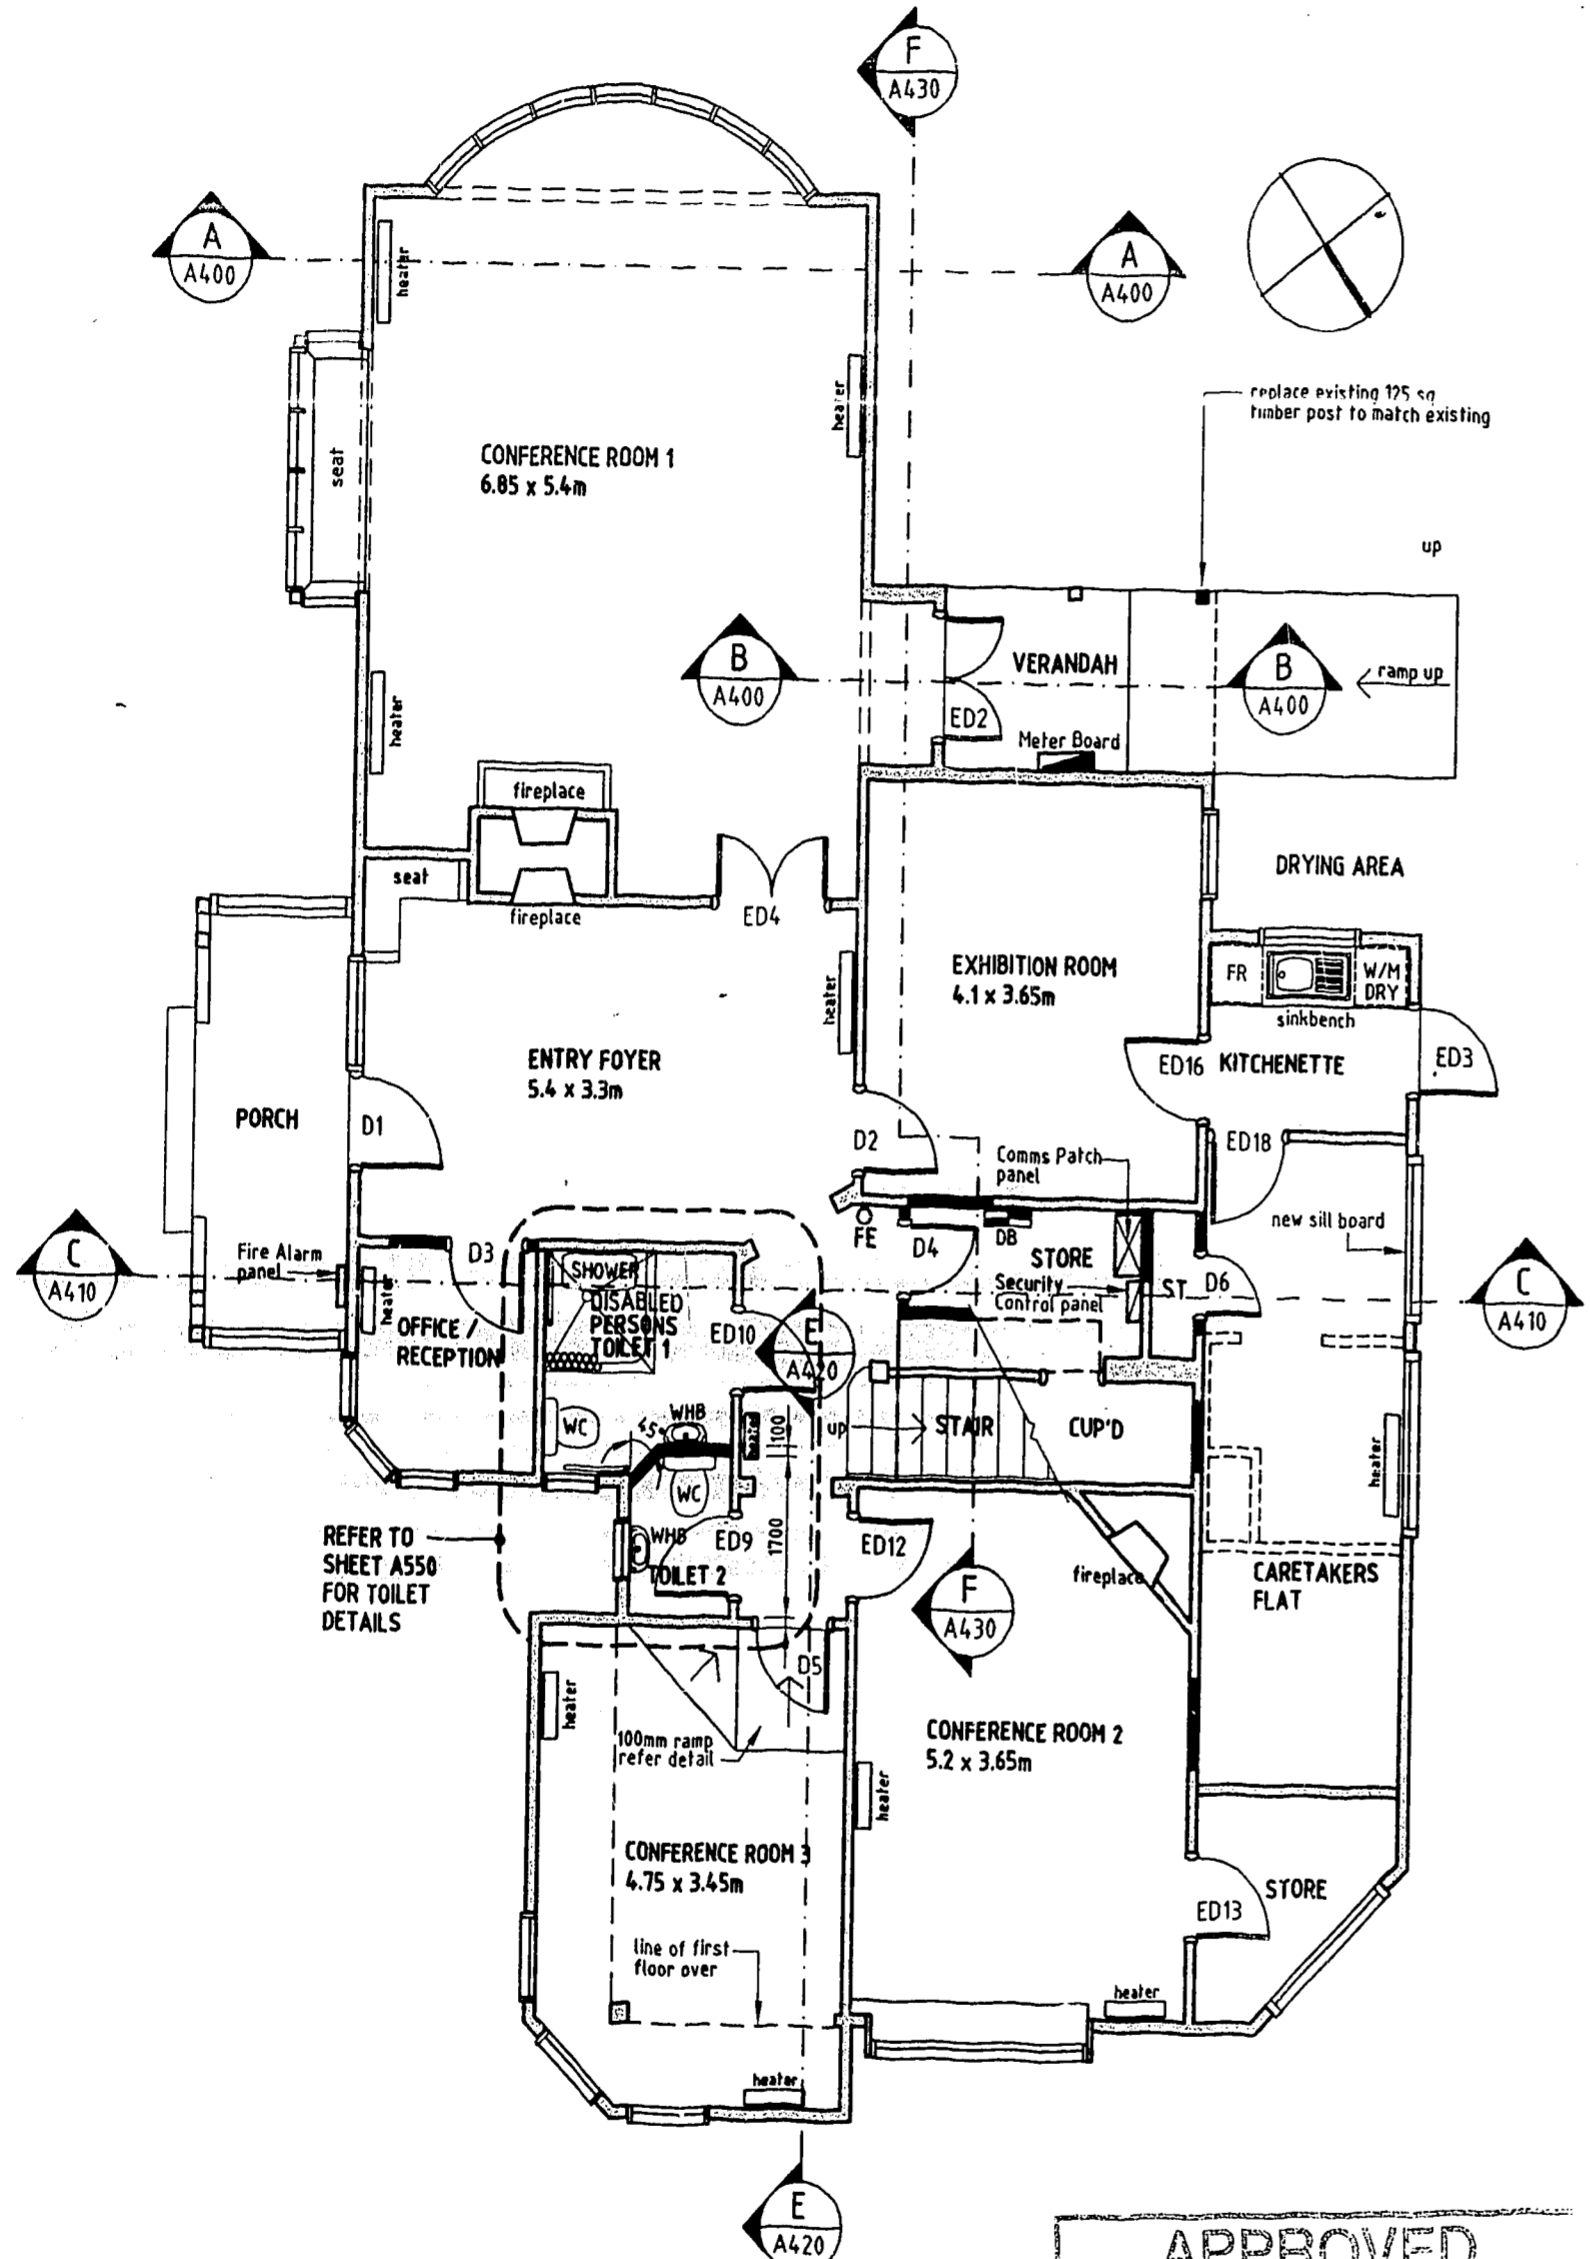 F
A430
A
A400
heater
A
A400
heater
replace existing 125 sq
timber post to match existing
seat
CONFERENCE ROOM 1
6.85 x 5.4m
up
B
A400
VERANDAH
B
A400
ramp up
ED2
heater
Meter Board
fireplace
seat
fireplace
ED4
DRYING AREA
EXHIBITION ROOM
4.1 x 3.65m
FR
W/M
DRY
sinkbench
heater
ENTRY FOYER
5.4 x 3.3m
ED16
KITCHENETTE
ED3
PORCH
D1
D2
ED18
Comms Patch
panel
new sill board
C
A410
Fire Alarm
panel
D3
FE
D4
DB
STORE
Security
Control panel
ST
D6
C
A410
heater
SHOWER
DISABLED
PERSONS
TOILET 1
OFFICE /
RECEPTION
ED10
E
A420
WC
45°
WHB
heater
100
up
STAIR
CUP'D
heater
WC
REFER TO
SHEET A550
FOR TOILET
DETAILS
WHB
ED9
1700
ED12
TOILET 2
fireplace
CARETAKERS
FLAT
F
A430
D5
heater
100mm ramp
refer detail
CONFERENCE ROOM 2
5.2 x 3.65m
heater
CONFERENCE ROOM 3
4.75 x 3.45m
STORE
ED13
line of first
floor over
heater
heater
E
A420
APPROVED